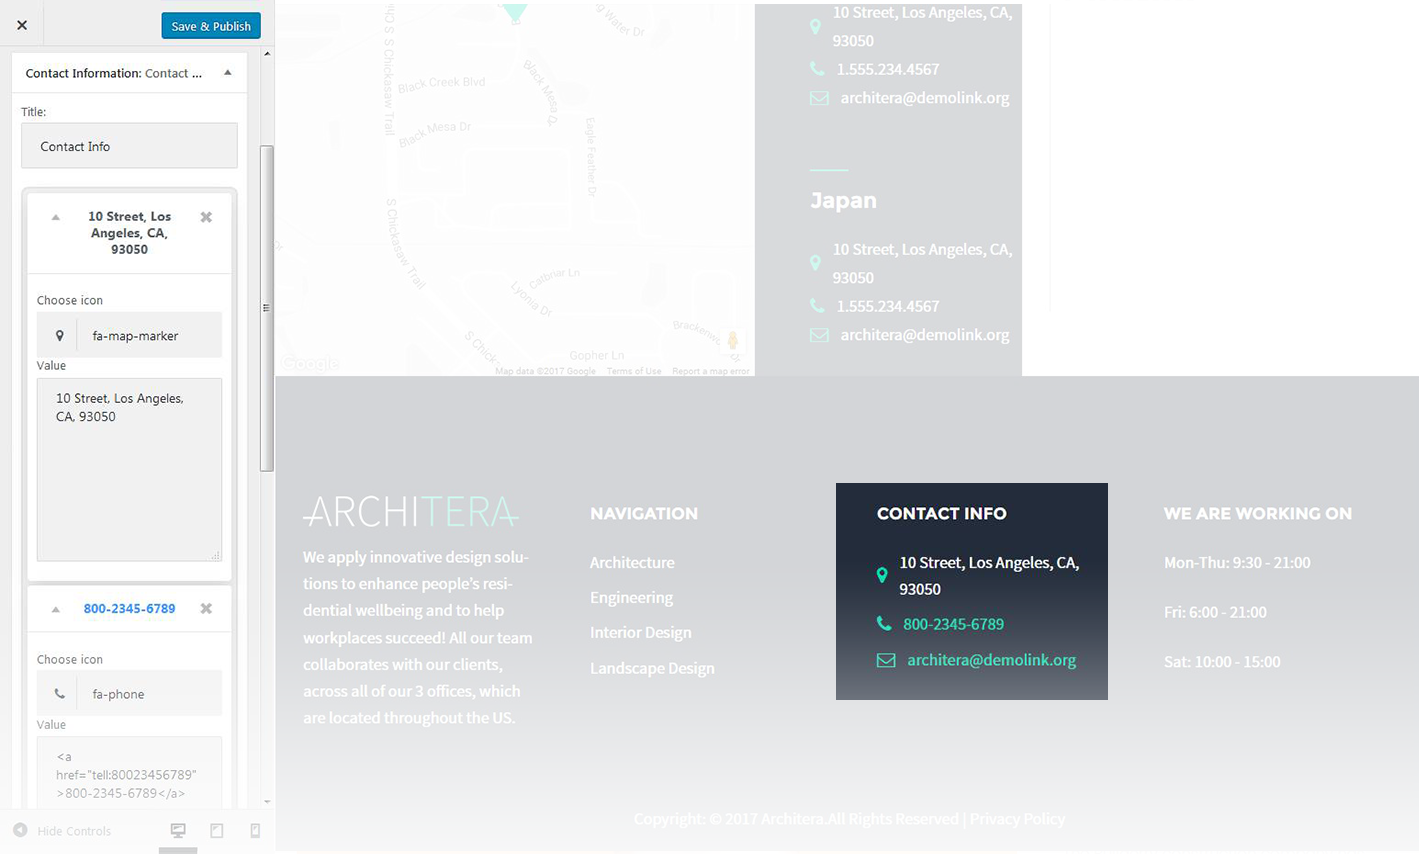 Save & Publish
Contact Information: Contact ...
Title:
Contact Info
10 Street, Los
Angeles, CA,
93050
Choose icon
fa-map-marker
Value
10 Street, Los Angeles,
CA, 93050
800-2345-6789
Choose icon
fa-phone
Value
<a
href="tell:80023456789"
>800-2345-6789</a>
Hide Controls
S Chickasaw Trail
Black Creek Blvd
Black Mesa Dr
Black Mesa
Eagle Feather Dr
Water Dr
S Chickasaw Trail
Catbriar Ln
Lyonia Dr
Gopher Ln
Google
Map data ©2017 Google
Terms of Use
Report a map error
10 Street, Los Angeles, CA,
93050
1.555.234.4567
architera@demolink.org
Japan
10 Street, Los Angeles, CA,
93050
1.555.234.4567
architera@demolink.org
ARCHITERA
We apply innovative design solu-
tions to enhance people's resi-
dential wellbeing and to help
workplaces succeed! All our team
collaborates with our clients,
across all of our 3 offices, which
are located throughout the US.
NAVIGATION
Architecture
Engineering
Interior Design
Landscape Design
CONTACT INFO
10 Street, Los Angeles, CA,
93050
800-2345-6789
architera@demolink.org
WE ARE WORKING ON
Mon-Thu: 9:30 - 21:00
Fri: 6:00 - 21:00
Sat: 10:00 - 15:00
Copyright: © 2017 Architera.All Rights Reserved | Privacy Policy